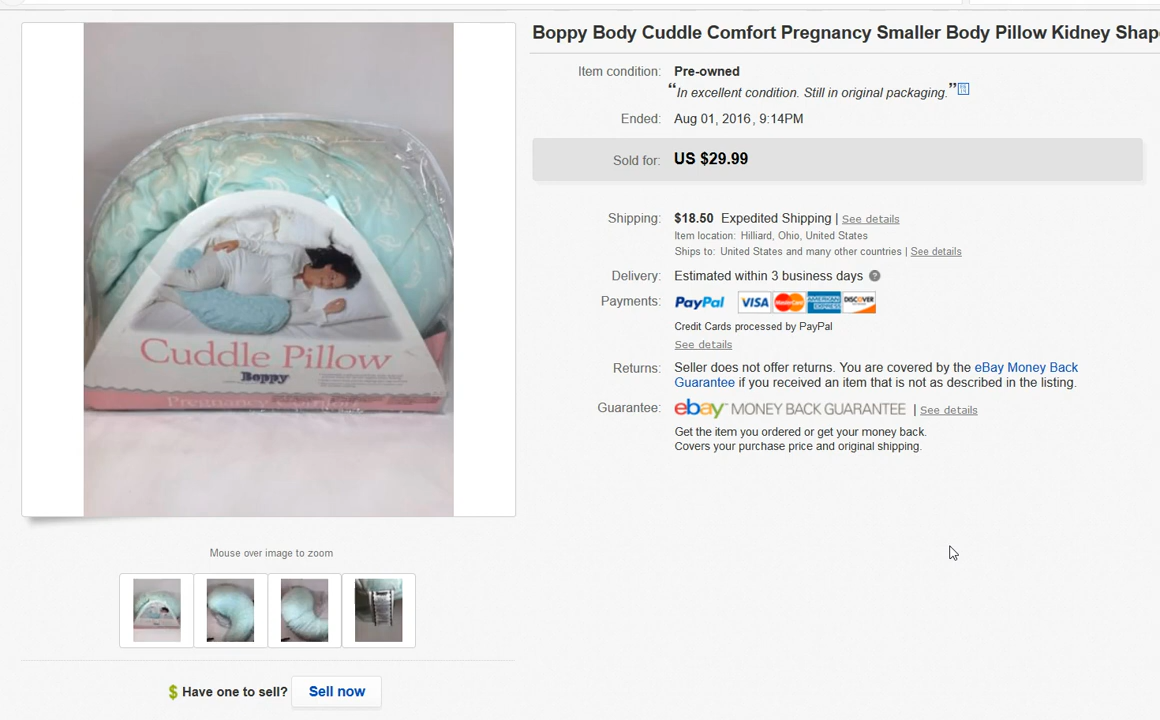 Boppy Body Cuddle Comfort Pregnancy Smaller Body Pillow Kidney Shap
Item condition: Pre-owned
“In excellent condition. Still in original packaging.”
Ended: Aug 01, 2016 , 9:14PM
Sold for: US $29.99
Shipping: $18.50 Expedited Shipping | See details
Item location: Hilliard, Ohio, United States
Ships to: United States and many other countries | See details
Delivery: Estimated within 3 business days ?
Payments: PayPal VISA MasterCard AMERICAN EXPRESS DISCOVER
Credit Cards processed by PayPal
See details
Returns: Seller does not offer returns. You are covered by the eBay Money Back
Guarantee if you received an item that is not as described in the listing.
Guarantee: ebay™ MONEY BACK GUARANTEE | See details
Get the item you ordered or get your money back.
Covers your purchase price and original shipping.
Cuddle Pillow
Boppy
Pregnancy
Mouse over image to zoom
$ Have one to sell? Sell now